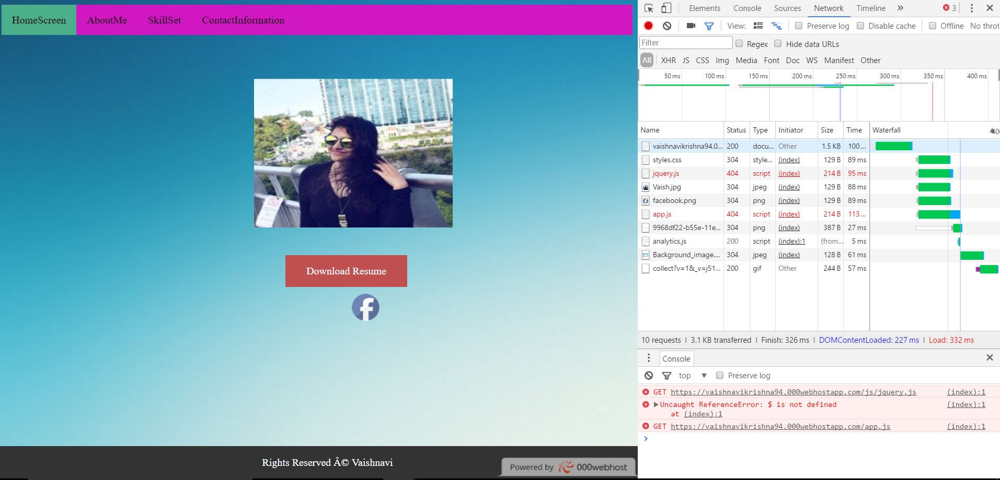 HomeScreen AboutMe SkillSet ContactInformation
Download Resume
Rights Reserved Â© Vaishnavi
Powered by 000webhost
Elements Console Sources Network Timeline 3
View: Preserve log Disable cache Offline No throt
Filter Regex Hide data URLs
All XHR JS CSS Img Media Font Doc WS Manifest Other
50 ms 100 ms 150 ms 200 ms 250 ms 300 ms 350 ms 400 ms
Name Status Type Initiator Size Time Waterfall 400
vaishnavikrishna94.0... 200 docu... Other 1.5 KB 100...
styles.css 304 style... (index) 129 B 89 ms
jquery.js 404 script (index) 214 B 95 ms
Vaish.jpg 304 jpeg (index) 129 B 88 ms
facebook.png 304 png (index) 129 B 89 ms
app.js 404 script (index) 214 B 113...
9968df22-b55e-11e... 304 png (index) 387 B 27 ms
analytics.js 200 script (index):1 (from... 5 ms
Background_image.... 304 jpeg (index) 128 B 61 ms
collect?v=1&_v=j51... 200 gif Other 244 B 57 ms
10 requests | 3.1 KB transferred | Finish: 326 ms | DOMContentLoaded: 227 ms | Load: 332 ms
Console
top ▼ Preserve log
GET https://vaishnavikrishna94.000webhostapp.com/js/jquery.js (index):1
▶Uncaught ReferenceError: $ is not defined (index):1
at (index):1
GET https://vaishnavikrishna94.000webhostapp.com/app.js (index):1